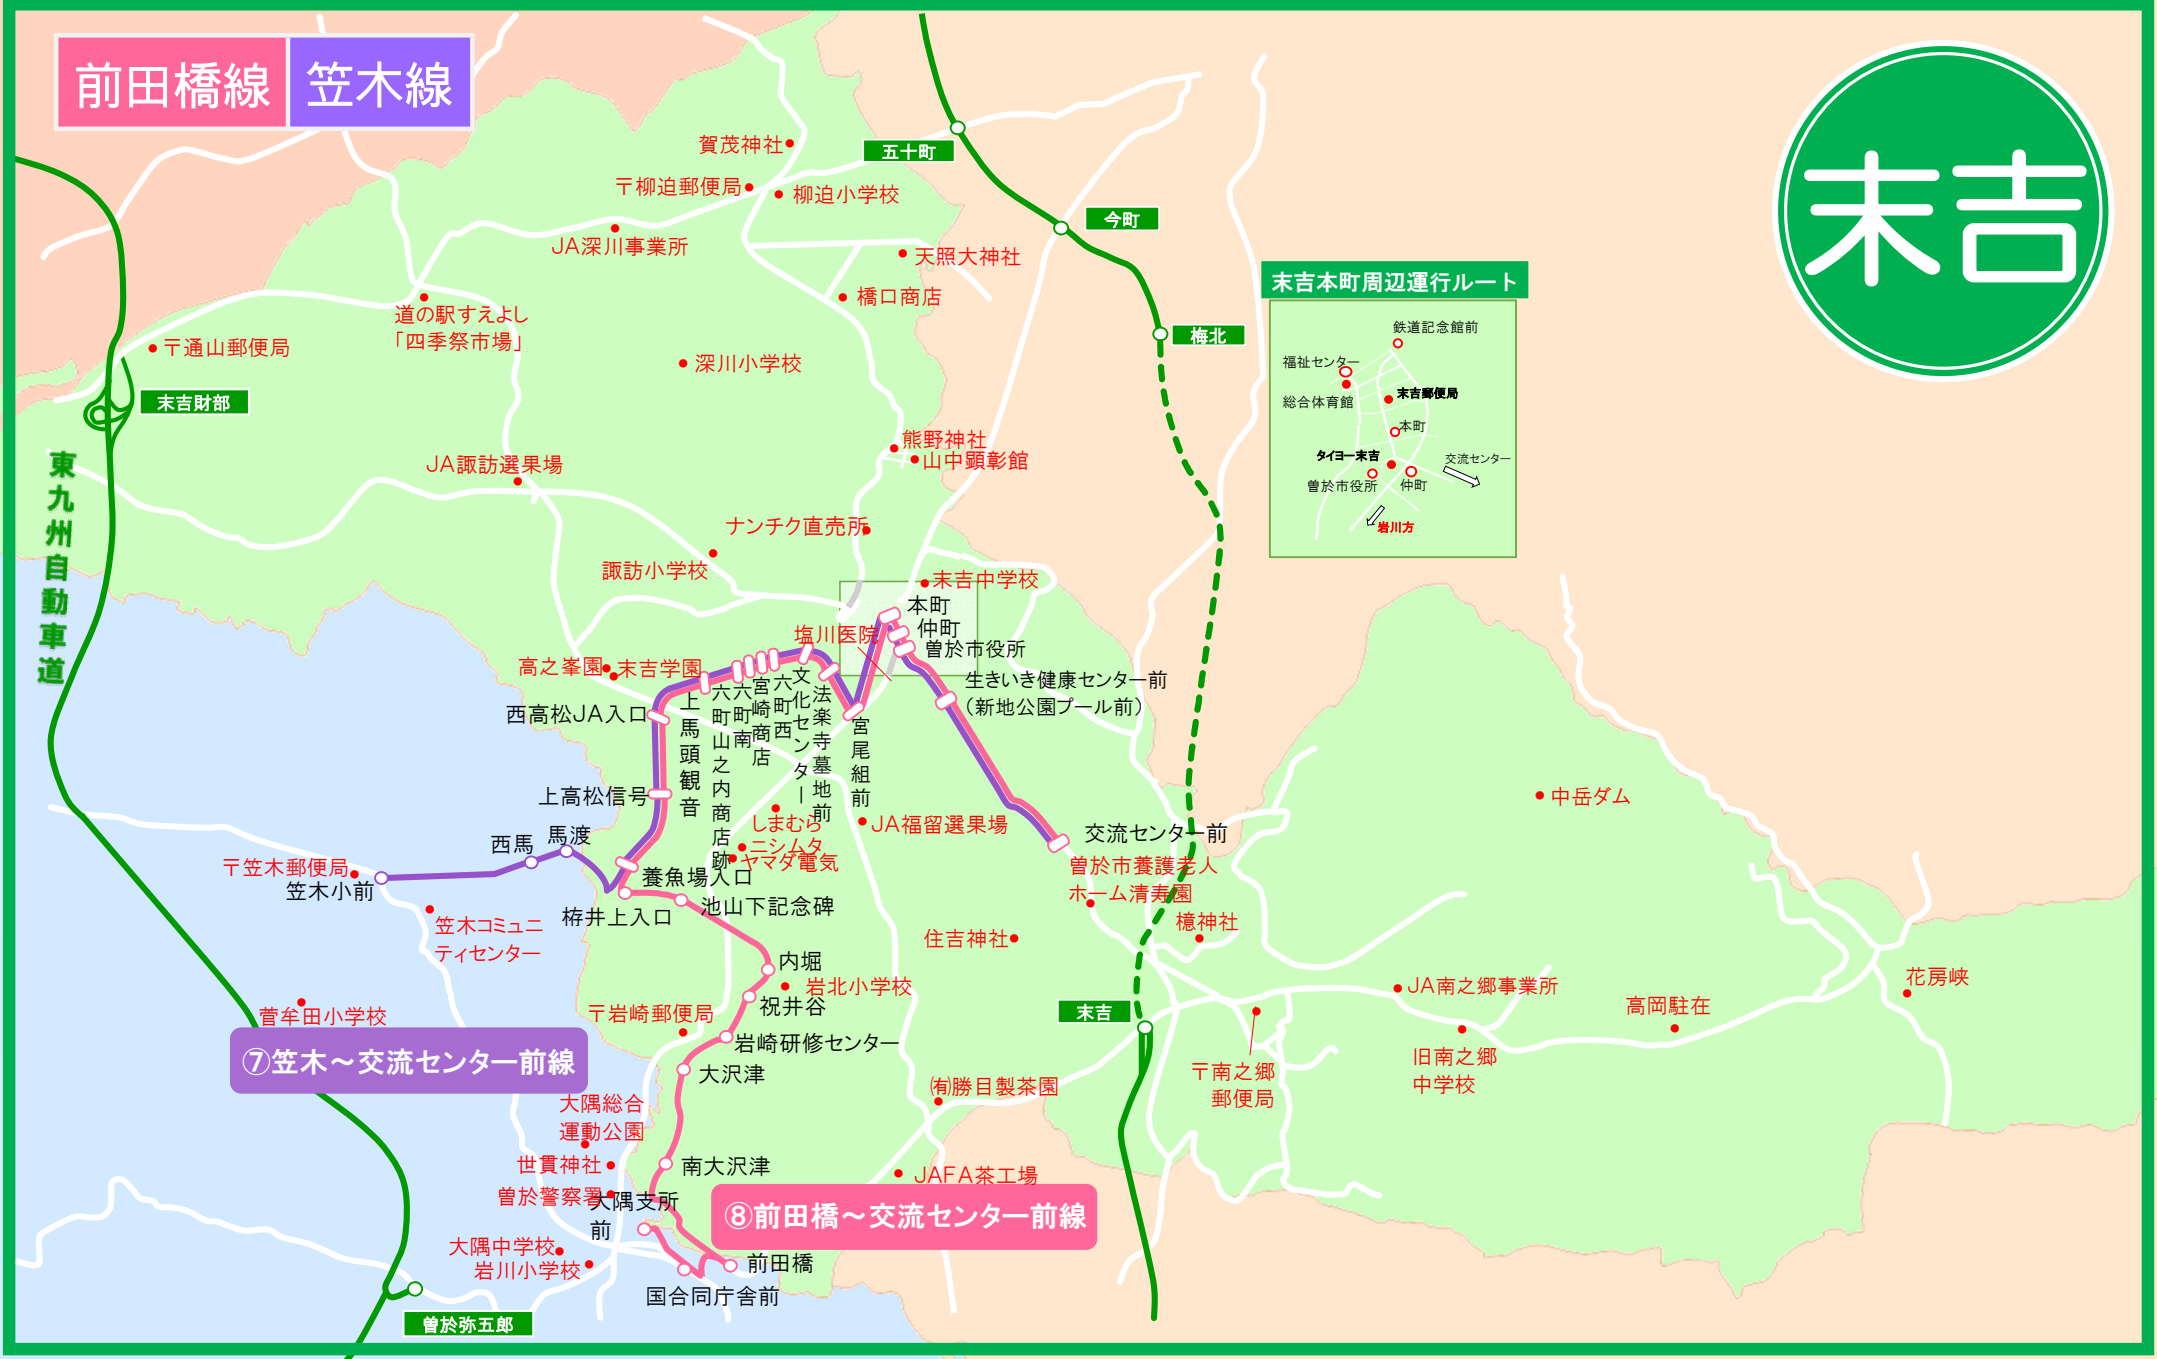 前田橋線
笠木線
末吉
賀茂神社
五十町
〒柳迫郵便局
柳迫小学校
今町
JA深川事業所
天照大神社
橋口商店
道の駅すえよし
「四季祭市場」
梅北
〒通山郵便局
深川小学校
末吉財部
末吉本町周辺運行ルート
鉄道記念館前
福祉センター
末吉郵便局
総合体育館
本町
タイヨー末吉
交流センター
曽於市役所
仲町
岩川方
東九州自動車道
熊野神社
山中顕彰館
JA諏訪選果場
ナンチク直売所
諏訪小学校
末吉中学校
本町
仲町
塩川医院
曽於市役所
高之峯園
末吉学園
生きいき健康センター前
（新地公園プール前）
西高松JA入口
上馬頭観音
六町山之内商店跡
六町南
宮崎商店
六町西
文化センター
法楽寺墓地前
宮尾組前
上高松信号
中岳ダム
しまむら
ニシムタ
ヤマダ電気
JA福留選果場
交流センター前
西馬
馬渡
〒笠木郵便局
笠木小前
養魚場入口
曽於市養護老人
ホーム清寿園
桙井上入口
池山下記念碑
笠木コミュニ
ティセンター
住吉神社
檍神社
内堀
岩北小学校
花房峡
JA南之郷事業所
菅牟田小学校
祝井谷
高岡駐在
〒岩崎郵便局
末吉
岩崎研修センター
⑦笠木～交流センター前線
旧南之郷
中学校
大沢津
〒南之郷
郵便局
㈲勝目製茶園
大隅総合
運動公園
世貫神社
南大沢津
JAFA茶工場
曽於警察署
大隅支所
前
⑧前田橋～交流センター前線
大隅中学校
岩川小学校
前田橋
国合同庁舎前
曽於弥五郎